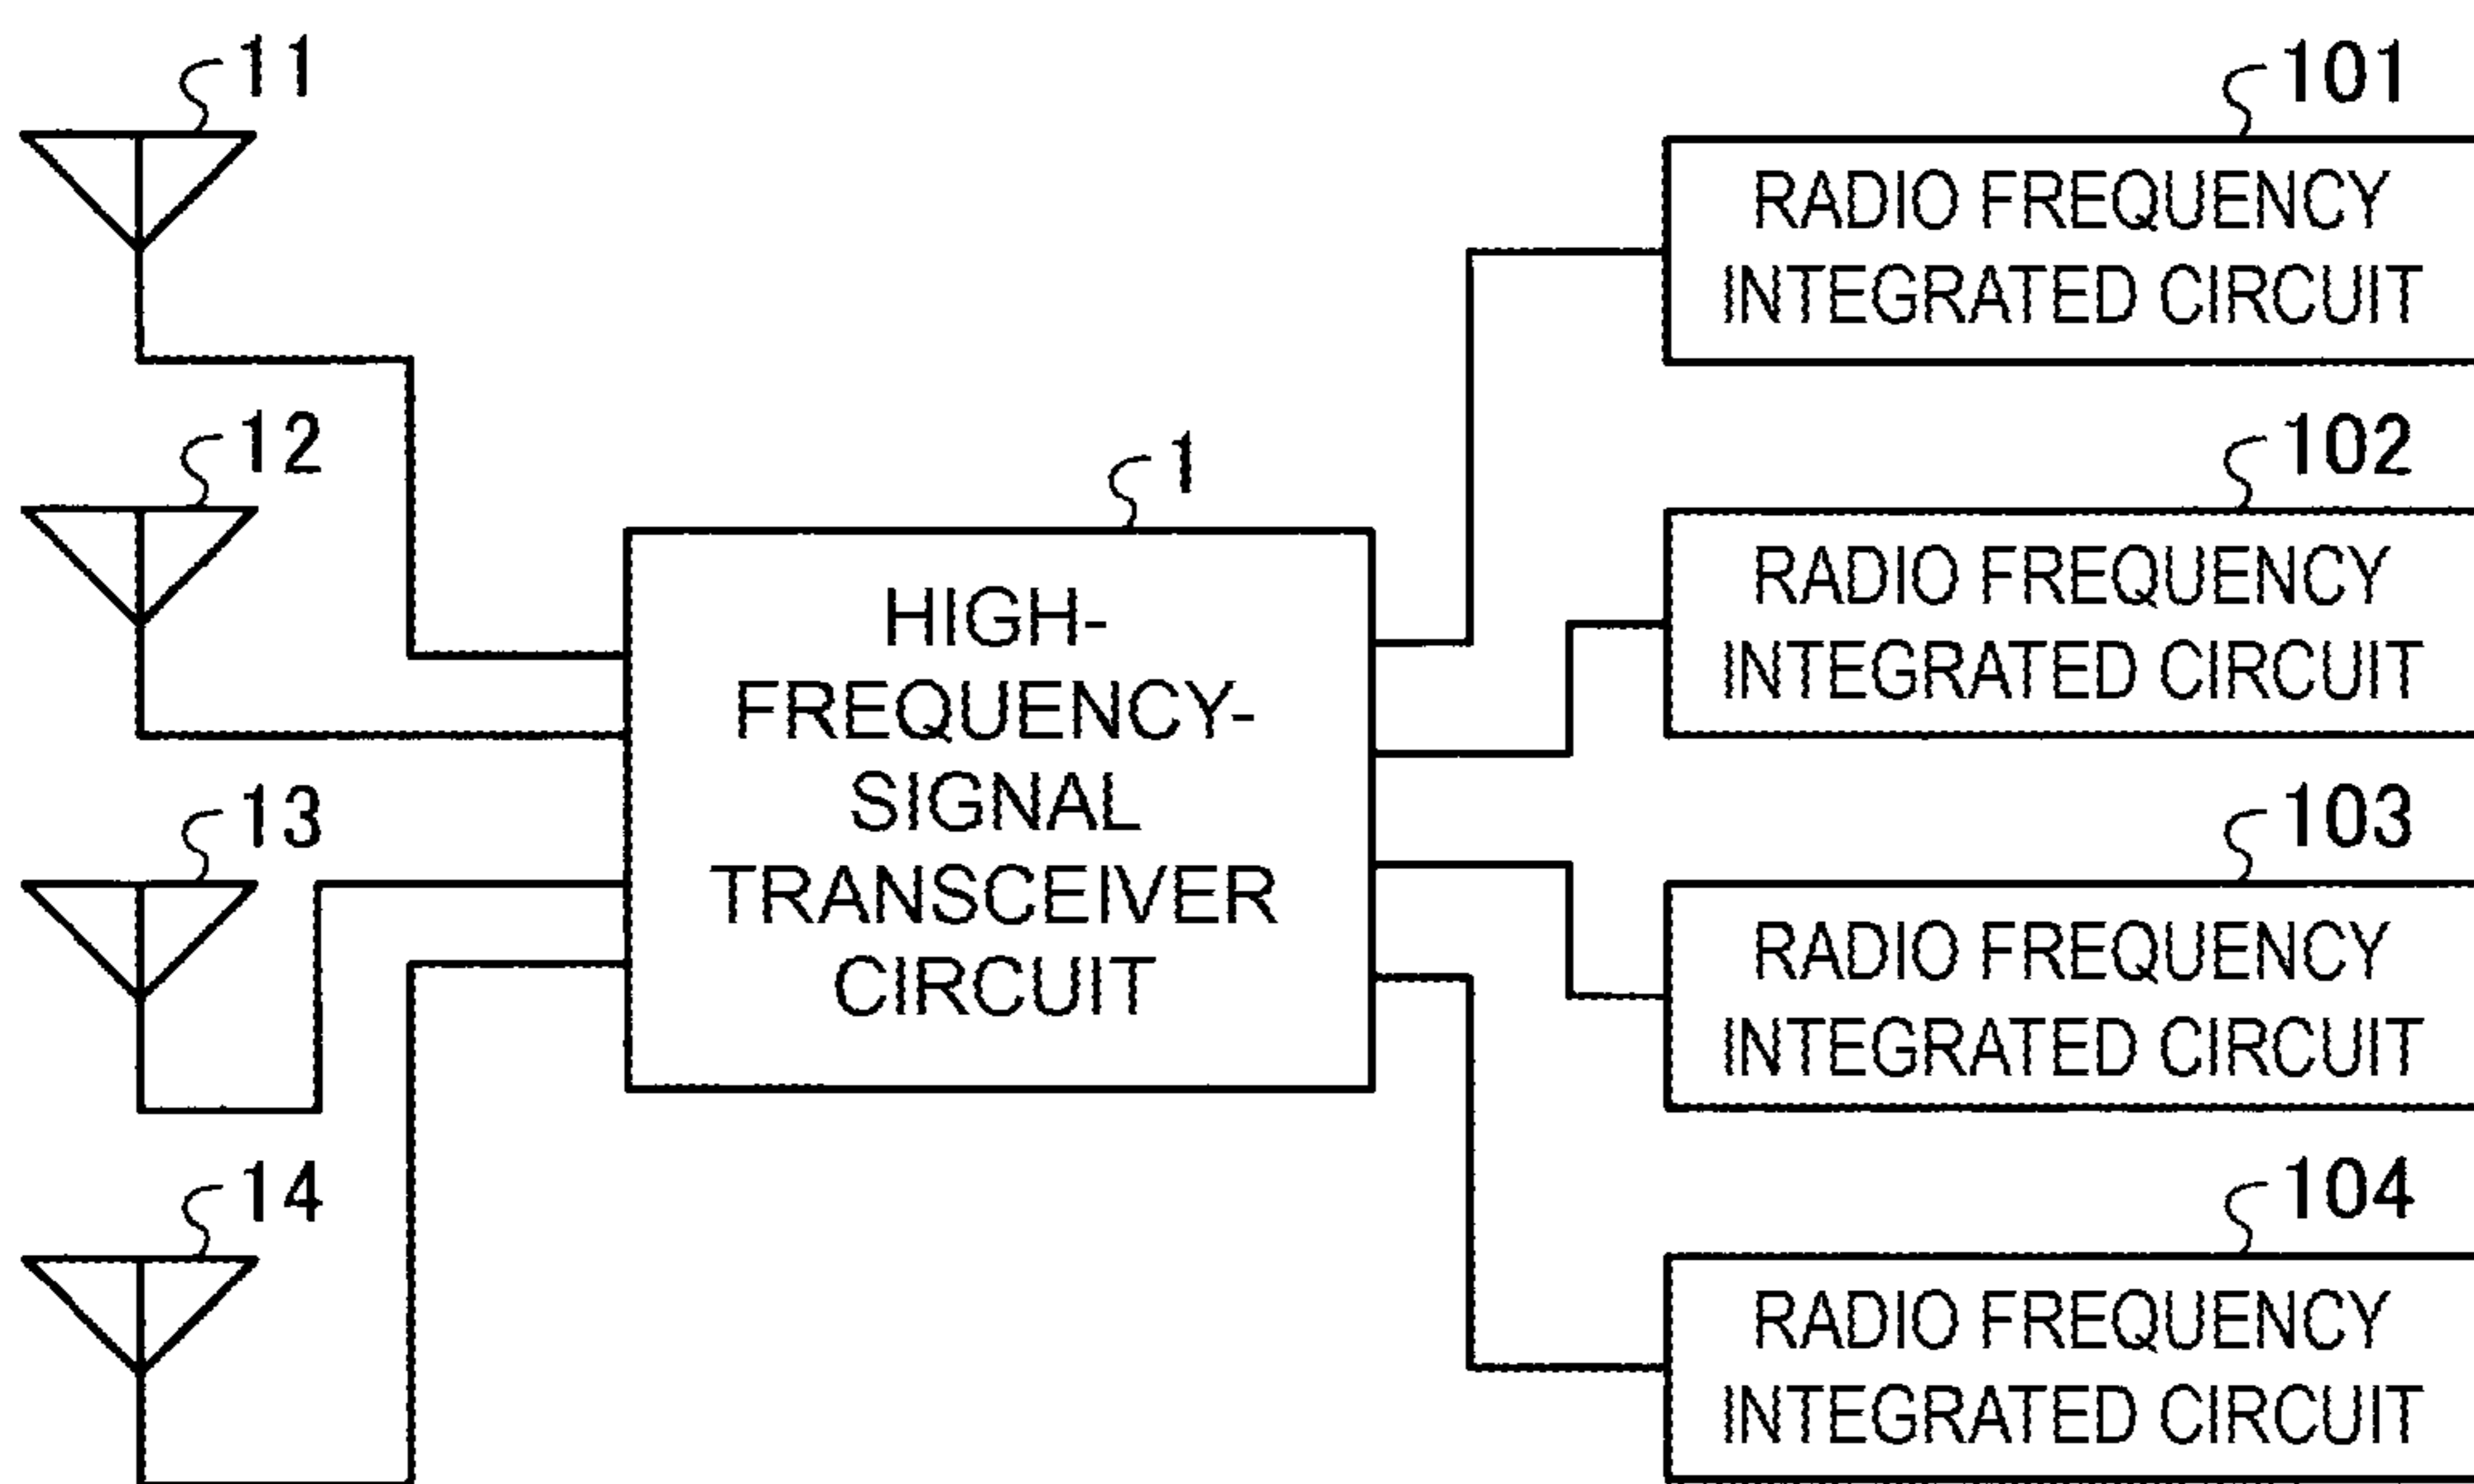 11
101
RADIO FREQUENCY
INTEGRATED CIRCUIT
12
102
RADIO FREQUENCY
INTEGRATED CIRCUIT
1
HIGH-
FREQUENCY-
SIGNAL
TRANSCEIVER
CIRCUIT
13
103
RADIO FREQUENCY
INTEGRATED CIRCUIT
14
104
RADIO FREQUENCY
INTEGRATED CIRCUIT